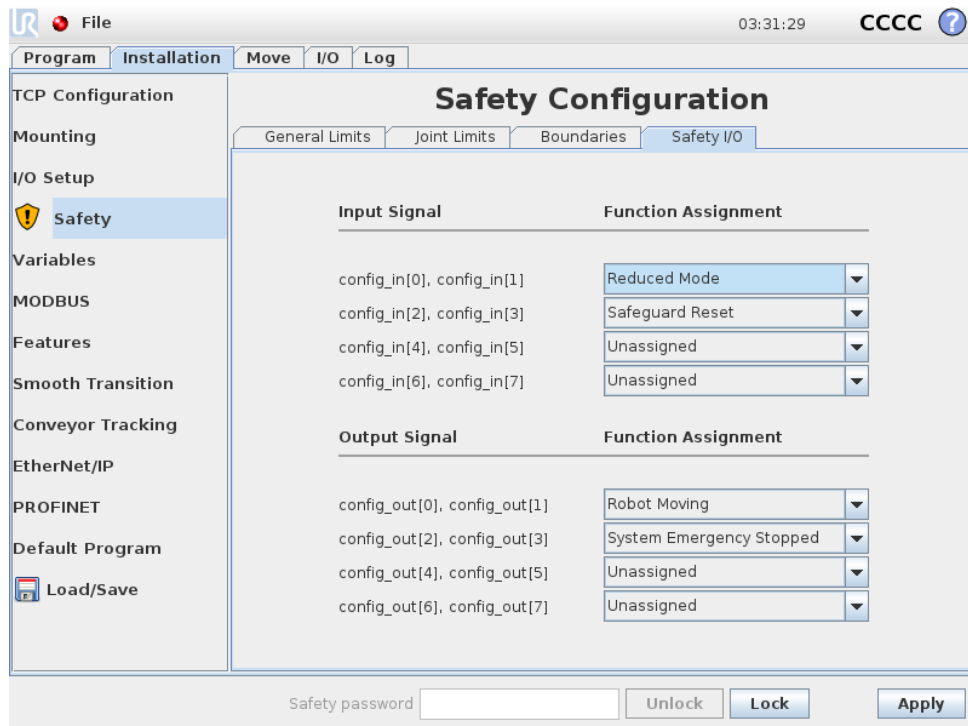 UR File 03:31:29 CCCC ?
Program Installation Move I/O Log
TCP Configuration
Mounting
I/O Setup
Safety
Variables
MODBUS
Features
Smooth Transition
Conveyor Tracking
EtherNet/IP
PROFINET
Default Program
Load/Save
Safety Configuration
General Limits Joint Limits Boundaries Safety I/O
Input Signal Function Assignment
config_in[0], config_in[1] Reduced Mode
config_in[2], config_in[3] Safeguard Reset
config_in[4], config_in[5] Unassigned
config_in[6], config_in[7] Unassigned
Output Signal Function Assignment
config_out[0], config_out[1] Robot Moving
config_out[2], config_out[3] System Emergency Stopped
config_out[4], config_out[5] Unassigned
config_out[6], config_out[7] Unassigned
Safety password Unlock Lock Apply